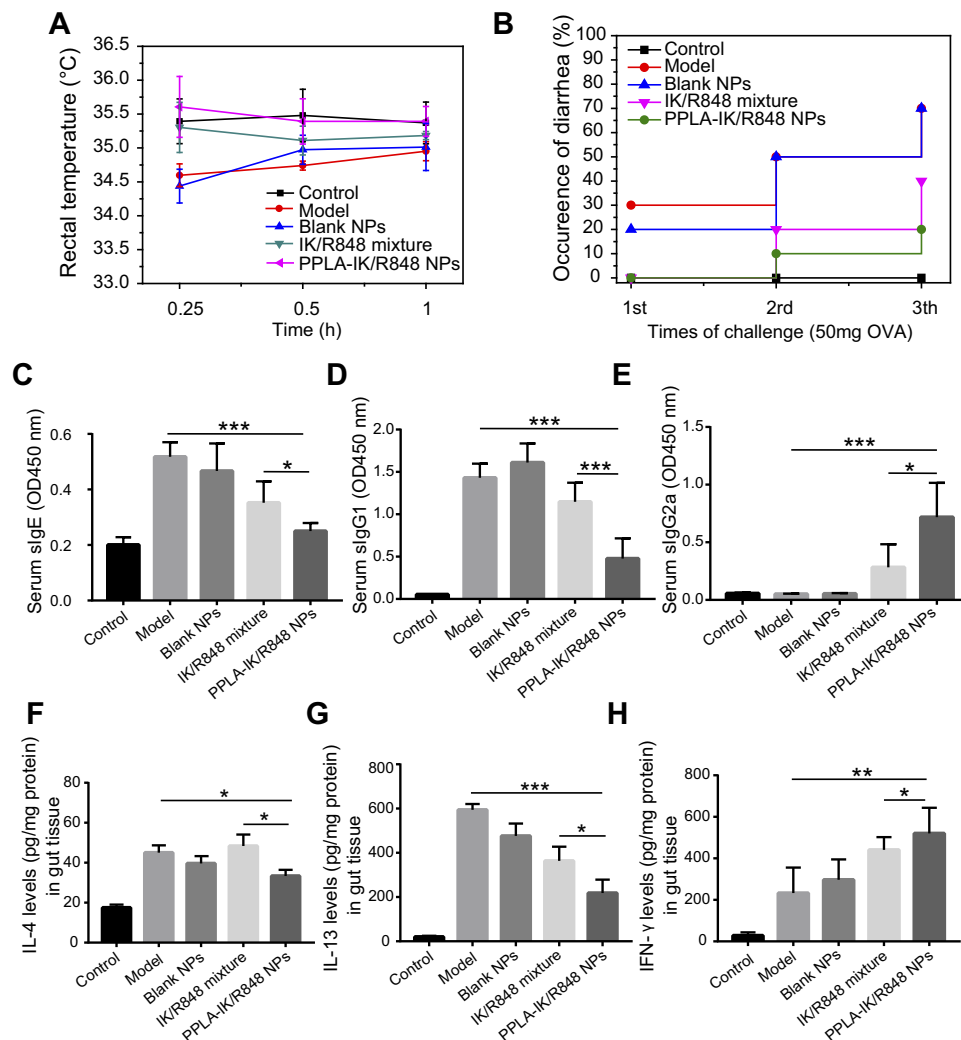 A
Rectal temperature (°C)
36.5
36.0
35.5
35.0
34.5
34.0
33.5
33.0
Control
Model
Blank NPs
IK/R848 mixture
PPLA-IK/R848 NPs
0.25
0.5
1
Time (h)
B
Occureence of diarrhea (%)
100
90
80
70
60
50
40
30
20
10
0
Control
Model
Blank NPs
IK/R848 mixture
PPLA-IK/R848 NPs
1st
2rd
3th
Times of challenge (50mg OVA)
C
Serum sIgE (OD450 nm)
0.6
0.4
0.2
0.0
***
*
Control
Model
Blank NPs
IK/R848 mixture
PPLA-IK/R848 NPs
D
Serum sIgG1 (OD450 nm)
2.0
1.5
1.0
0.5
0.0
***
***
Control
Model
Blank NPs
IK/R848 mixture
PPLA-IK/R848 NPs
E
Serum sIgG2a (OD450 nm)
1.5
1.0
0.5
0.0
***
*
Control
Model
Blank NPs
IK/R848 mixture
PPLA-IK/R848 NPs
F
IL-4 levels (pg/mg protein)
in gut tissue
80
60
40
20
0
*
*
Control
Model
Blank NPs
IK/R848 mixture
PPLA-IK/R848 NPs
G
IL-13 levels (pg/mg protein)
in gut tissue
800
600
400
200
0
***
*
Control
Model
Blank NPs
IK/R848 mixture
PPLA-IK/R848 NPs
H
IFN-γ levels (pg/mg protein)
in gut tissue
800
600
400
200
0
**
*
Control
Model
Blank NPs
IK/R848 mixture
PPLA-IK/R848 NPs